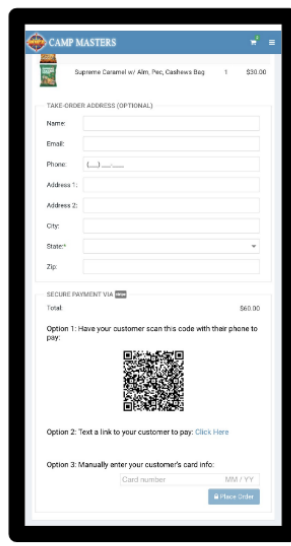 CAMP MASTERS
Supreme Caramel w/ Alm, Pec, Cashews Bag 1 $30.00
TAKE-ORDER ADDRESS (OPTIONAL)
Name:
Email:
Phone: (___) ___-____
Address 1:
Address 2:
City:
State:*
Zip:
SECURE PAYMENT VIA
Total: $60.00
Option 1: Have your customer scan this code with their phone to
pay:
Option 2: Text a link to your customer to pay: Click Here
Option 3: Manually enter your customer's card info:
Card number MM / YY
Place Order